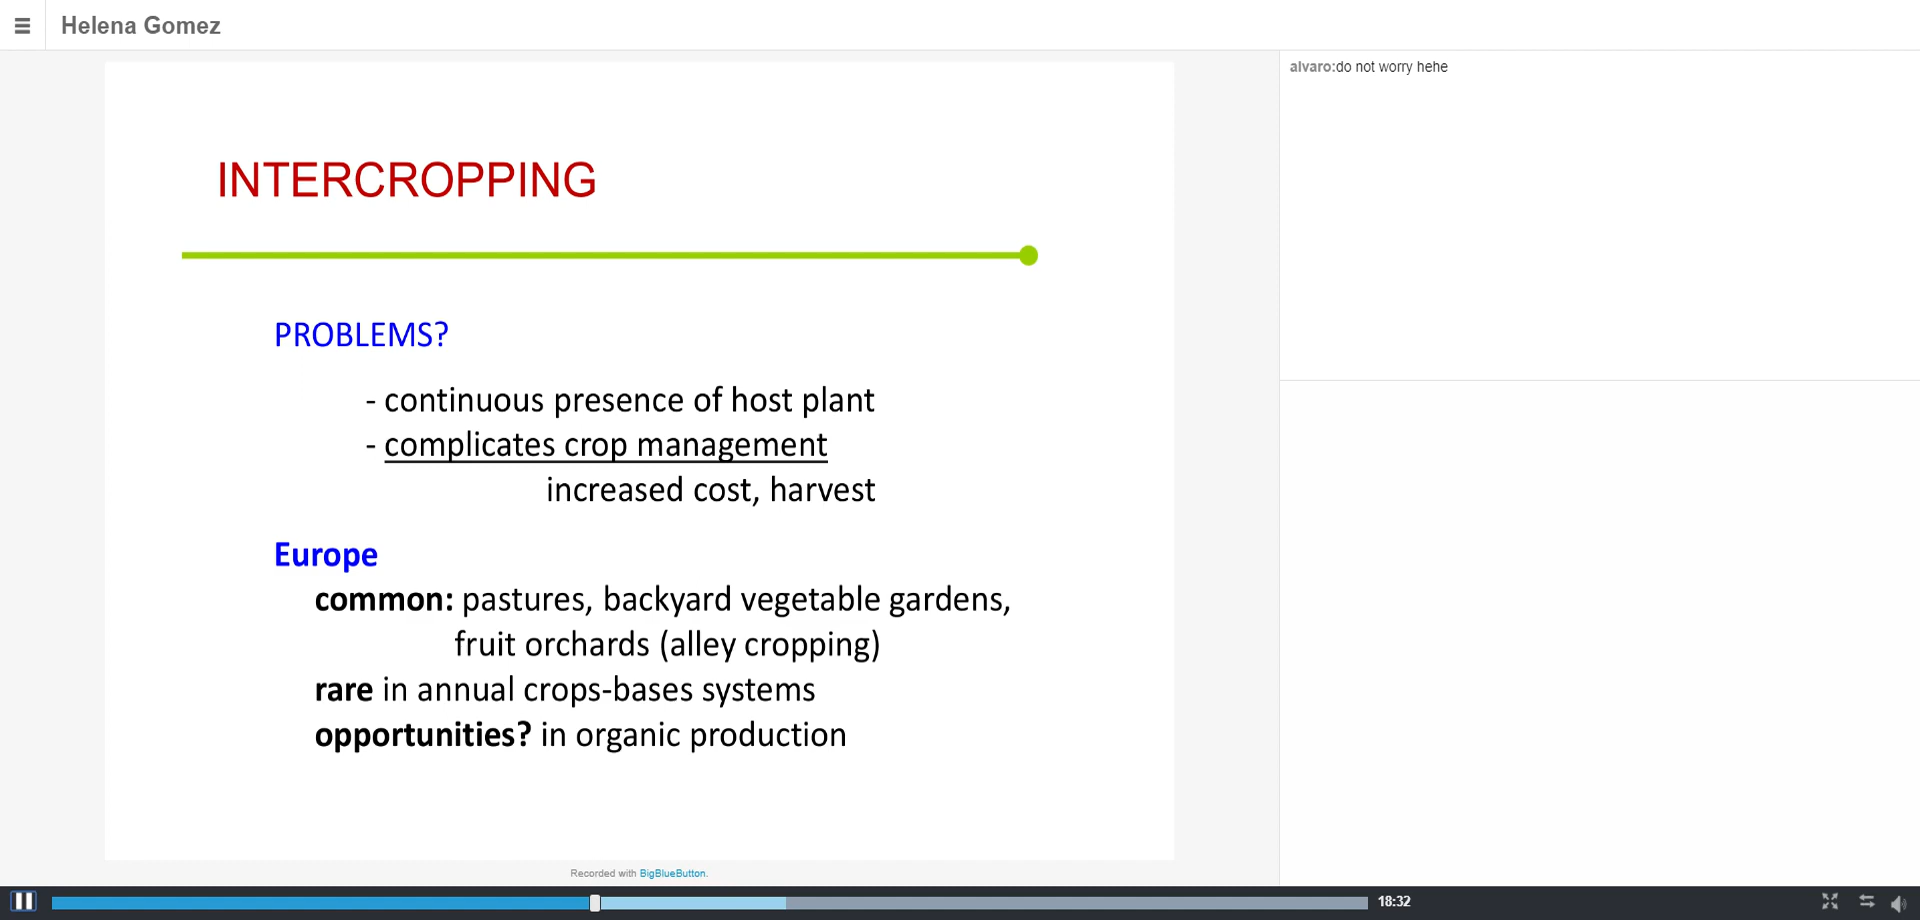 Helena Gomez
alvaro:do not worry hehe
INTERCROPPING
PROBLEMS?
- continuous presence of host plant
- complicates crop management
increased cost, harvest
Europe
common: pastures, backyard vegetable gardens,
fruit orchards (alley cropping)
rare in annual crops-bases systems
opportunities? in organic production
Recorded with BigBlueButton.
18:32